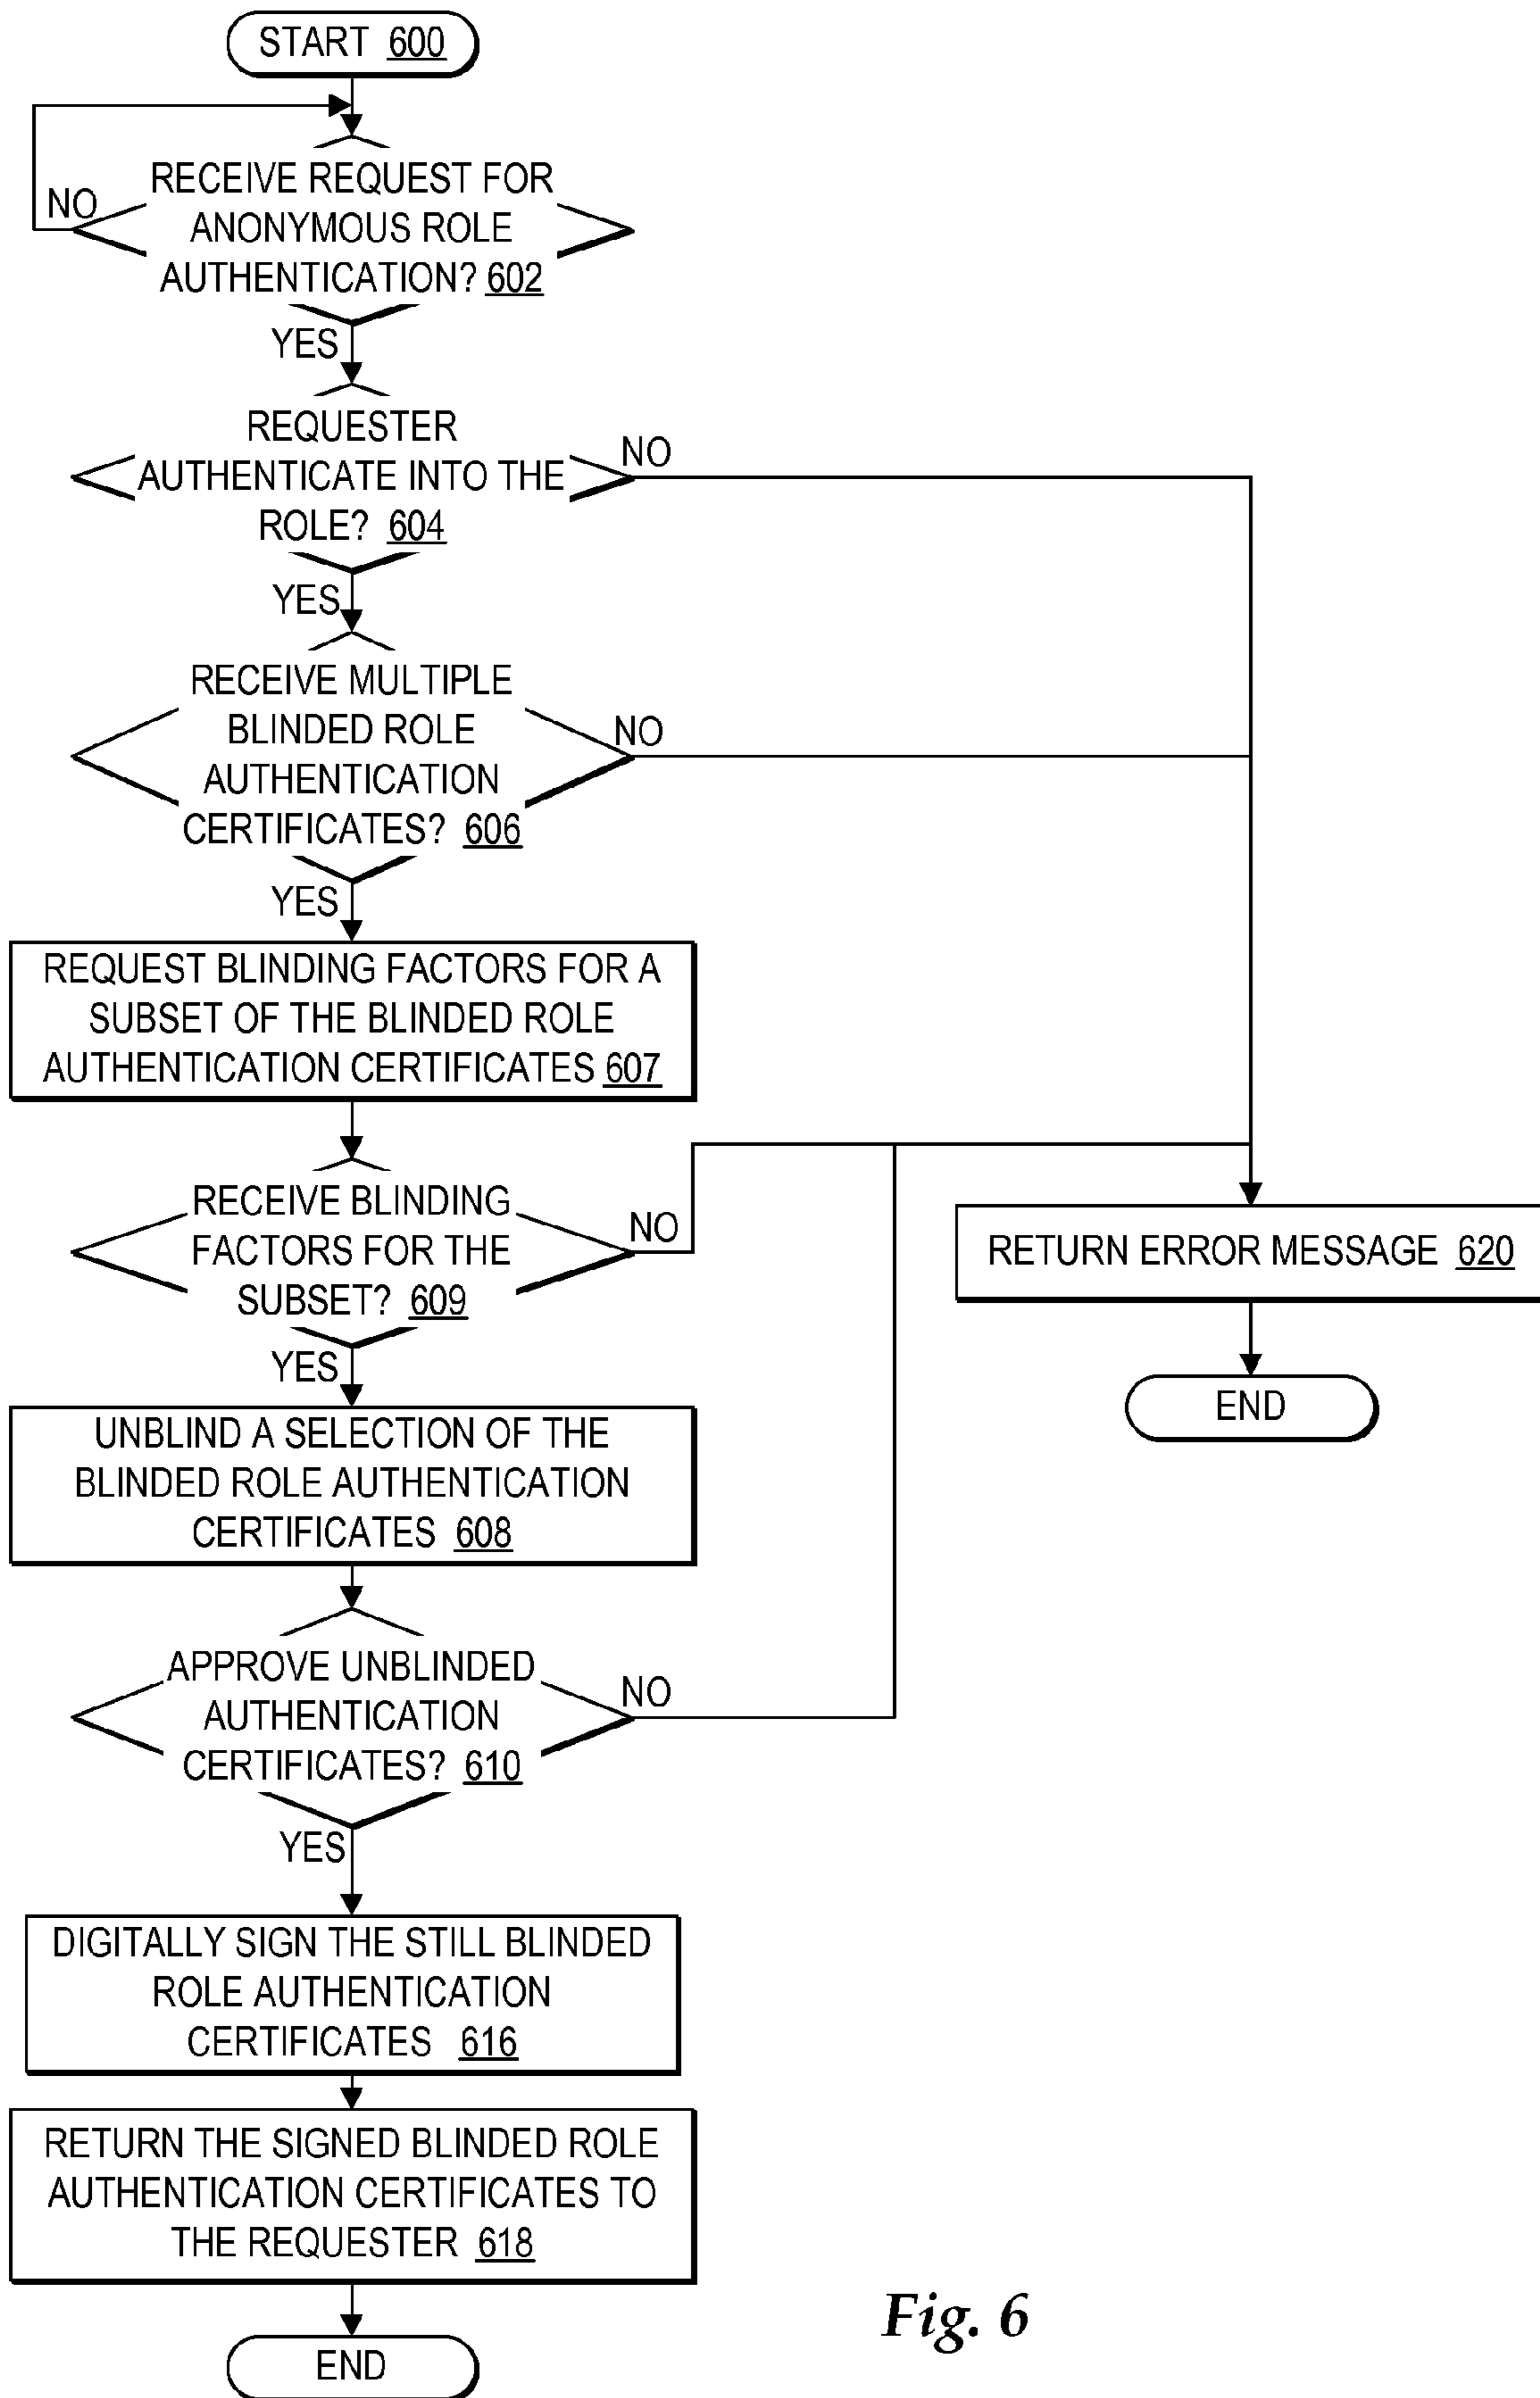 START 600
RECEIVE REQUEST FOR
ANONYMOUS ROLE
AUTHENTICATION? 602
NO
YES
REQUESTER
AUTHENTICATE INTO THE
ROLE? 604
NO
YES
RECEIVE MULTIPLE
BLINDED ROLE
AUTHENTICATION
CERTIFICATES? 606
NO
YES
REQUEST BLINDING FACTORS FOR A
SUBSET OF THE BLINDED ROLE
AUTHENTICATION CERTIFICATES 607
RECEIVE BLINDING
FACTORS FOR THE
SUBSET? 609
NO
YES
RETURN ERROR MESSAGE 620
END
UNBLIND A SELECTION OF THE
BLINDED ROLE AUTHENTICATION
CERTIFICATES 608
APPROVE UNBLINDED
AUTHENTICATION
CERTIFICATES? 610
NO
YES
DIGITALLY SIGN THE STILL BLINDED
ROLE AUTHENTICATION
CERTIFICATES 616
RETURN THE SIGNED BLINDED ROLE
AUTHENTICATION CERTIFICATES TO
THE REQUESTER 618
END
Fig. 6